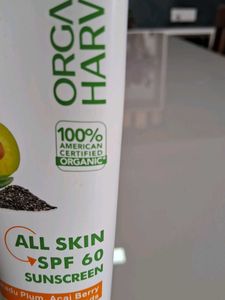 ORGA
HARV
100%
AMERICAN
CERTIFIED
ORGANIC
ALL SKIN
SPF 60
SUNSCREEN
Plum, Acai Berry